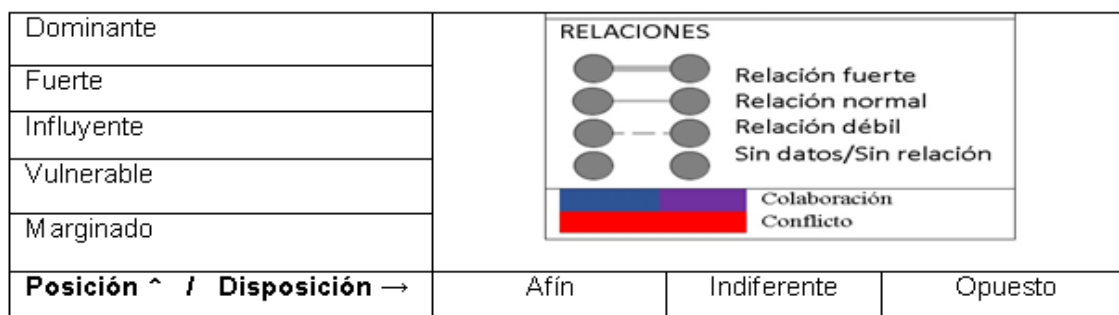 Dominante
Fuerte
Influyente
Vulnerable
Marginado
RELACIONES
Relación fuerte
Relación normal
Relación débil
Sin datos/Sin relación
Colaboración
Conflicto
Posición ^ / Disposición → Afín Indiferente Opuesto